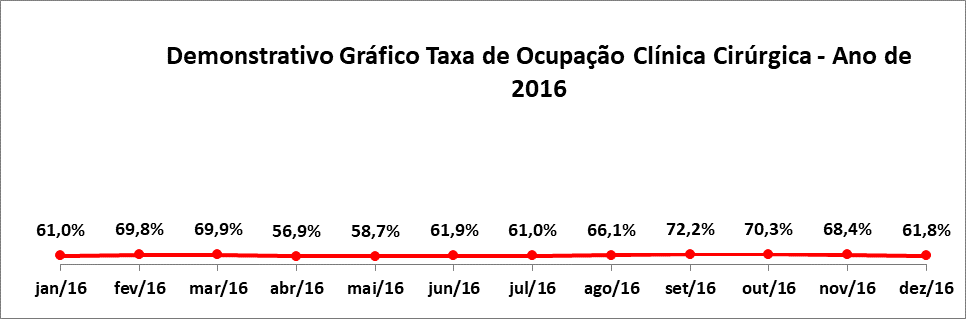 Demonstrativo Gráfico Taxa de Ocupação Clínica Cirúrgica - Ano de
2016
61,0% 69,8% 69,9% 56,9% 58,7% 61,9% 61,0% 66,1% 72,2% 70,3% 68,4% 61,8%
jan/16 fev/16 mar/16 abr/16 mai/16 jun/16 jul/16 ago/16 set/16 out/16 nov/16 dez/16